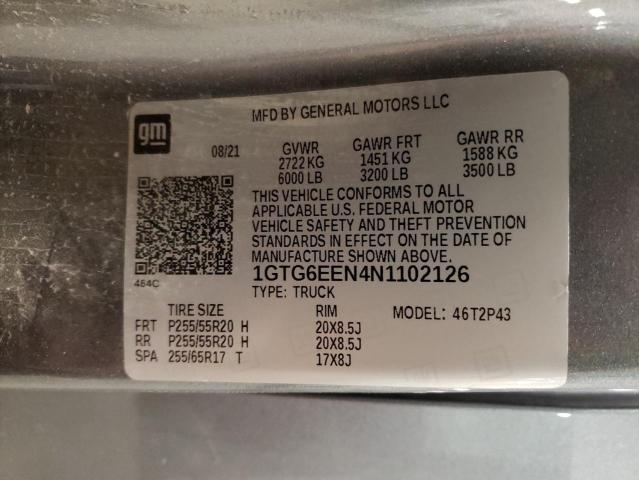 MFD BY GENERAL MOTORS LLC
gm
08/21 GVWR GAWR FRT GAWR RR
2722 KG 1451 KG 1588 KG
6000 LB 3200 LB 3500 LB
THIS VEHICLE CONFORMS TO ALL
APPLICABLE U.S. FEDERAL MOTOR
VEHICLE SAFETY AND THEFT PREVENTION
STANDARDS IN EFFECT ON THE DATE OF
MANUFACTURE SHOWN ABOVE.
1GTG6EEN4N1102126
464C
TYPE: TRUCK
TIRE SIZE RIM MODEL: 46T2P43
FRT P255/55R20 H 20X8.5J
RR P255/55R20 H 20X8.5J
SPA 255/65R17 T 17X8J